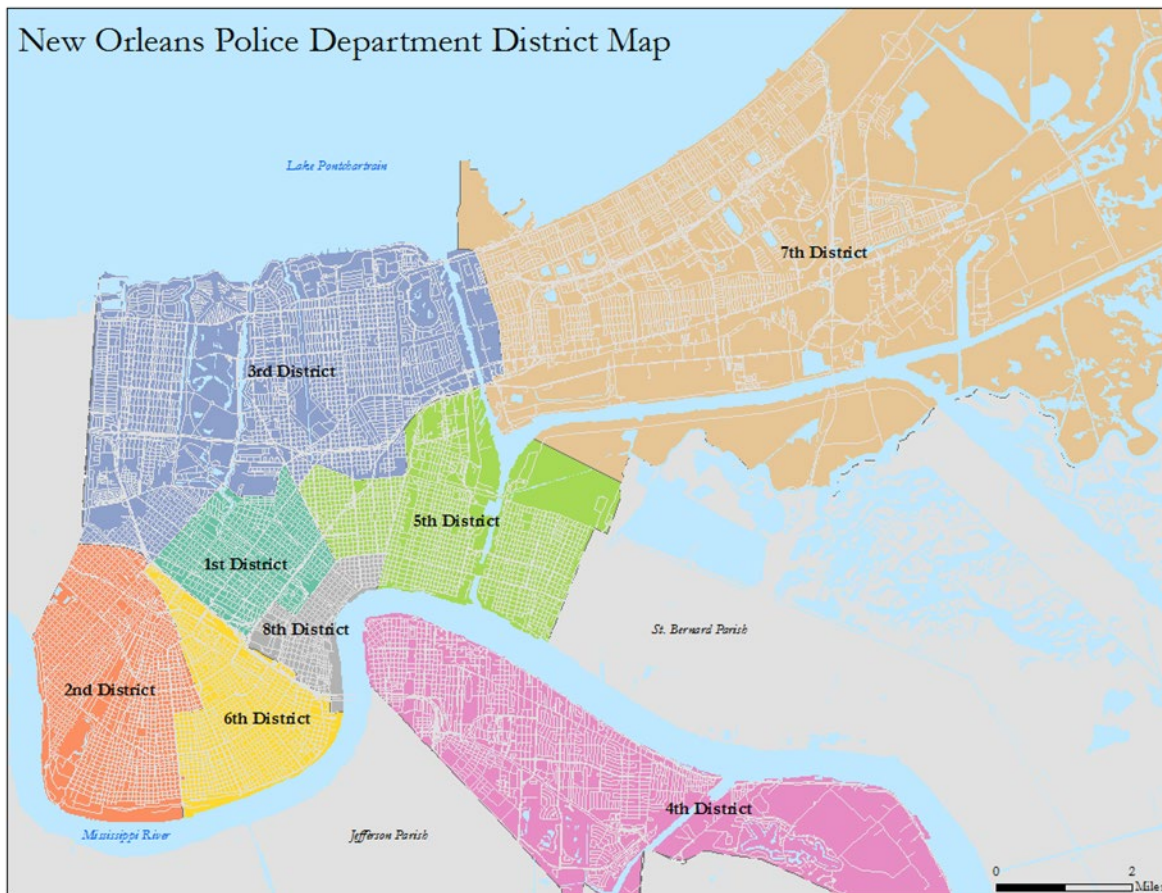 New Orleans Police Department District Map
Lake Pontchartrain
7th District
3rd District
5th District
1st District
8th District
St. Bernard Parish
2nd District
6th District
4th District
Mississippi River
Jefferson Parish
0 2
Mile